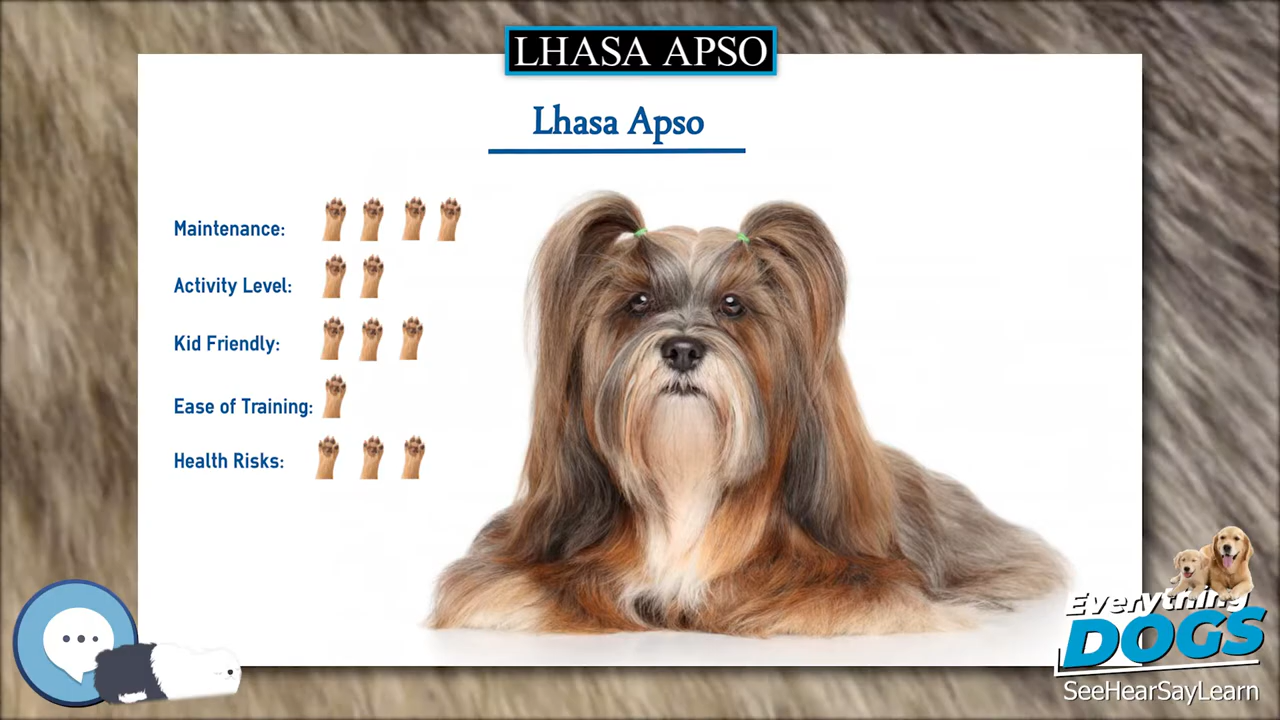 LHASA APSO
Lhasa Apso
Maintenance:
Activity Level:
Kid Friendly:
Ease of Training:
Health Risks:
Everything
DOGS
SeeHearSayLearn